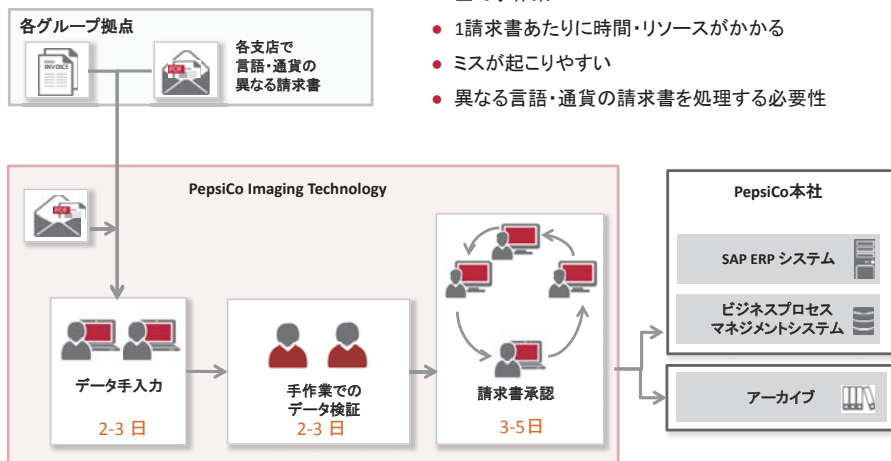 各グループ拠点
INVOICE
PDF
各支店で
言語・通貨の
異なる請求書
● 1請求書あたりに時間・リソースがかかる
● ミスが起こりやすい
● 異なる言語・通貨の請求書を処理する必要性
PepsiCo Imaging Technology
PDF
データ手入力
2-3 日
手作業での
データ検証
2-3 日
請求書承認
3-5日
PepsiCo本社
SAP ERP システム
ビジネスプロセス
マネジメントシステム
アーカイブ